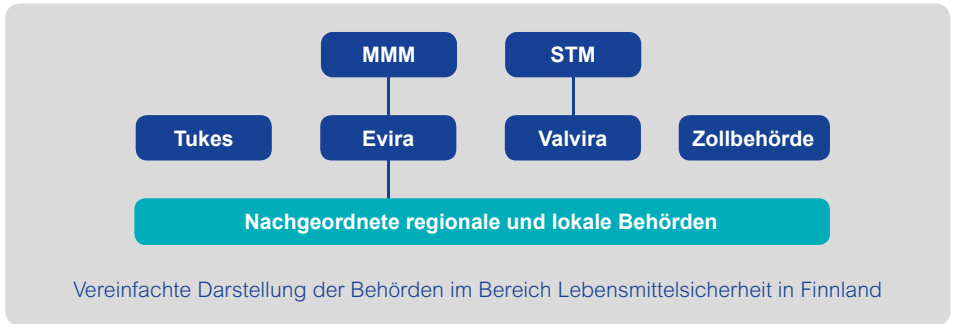 MMM
STM
Tukes
Evira
Valvira
Zollbehörde
Nachgeordnete regionale und lokale Behörden
Vereinfachte Darstellung der Behörden im Bereich Lebensmittelsicherheit in Finnland